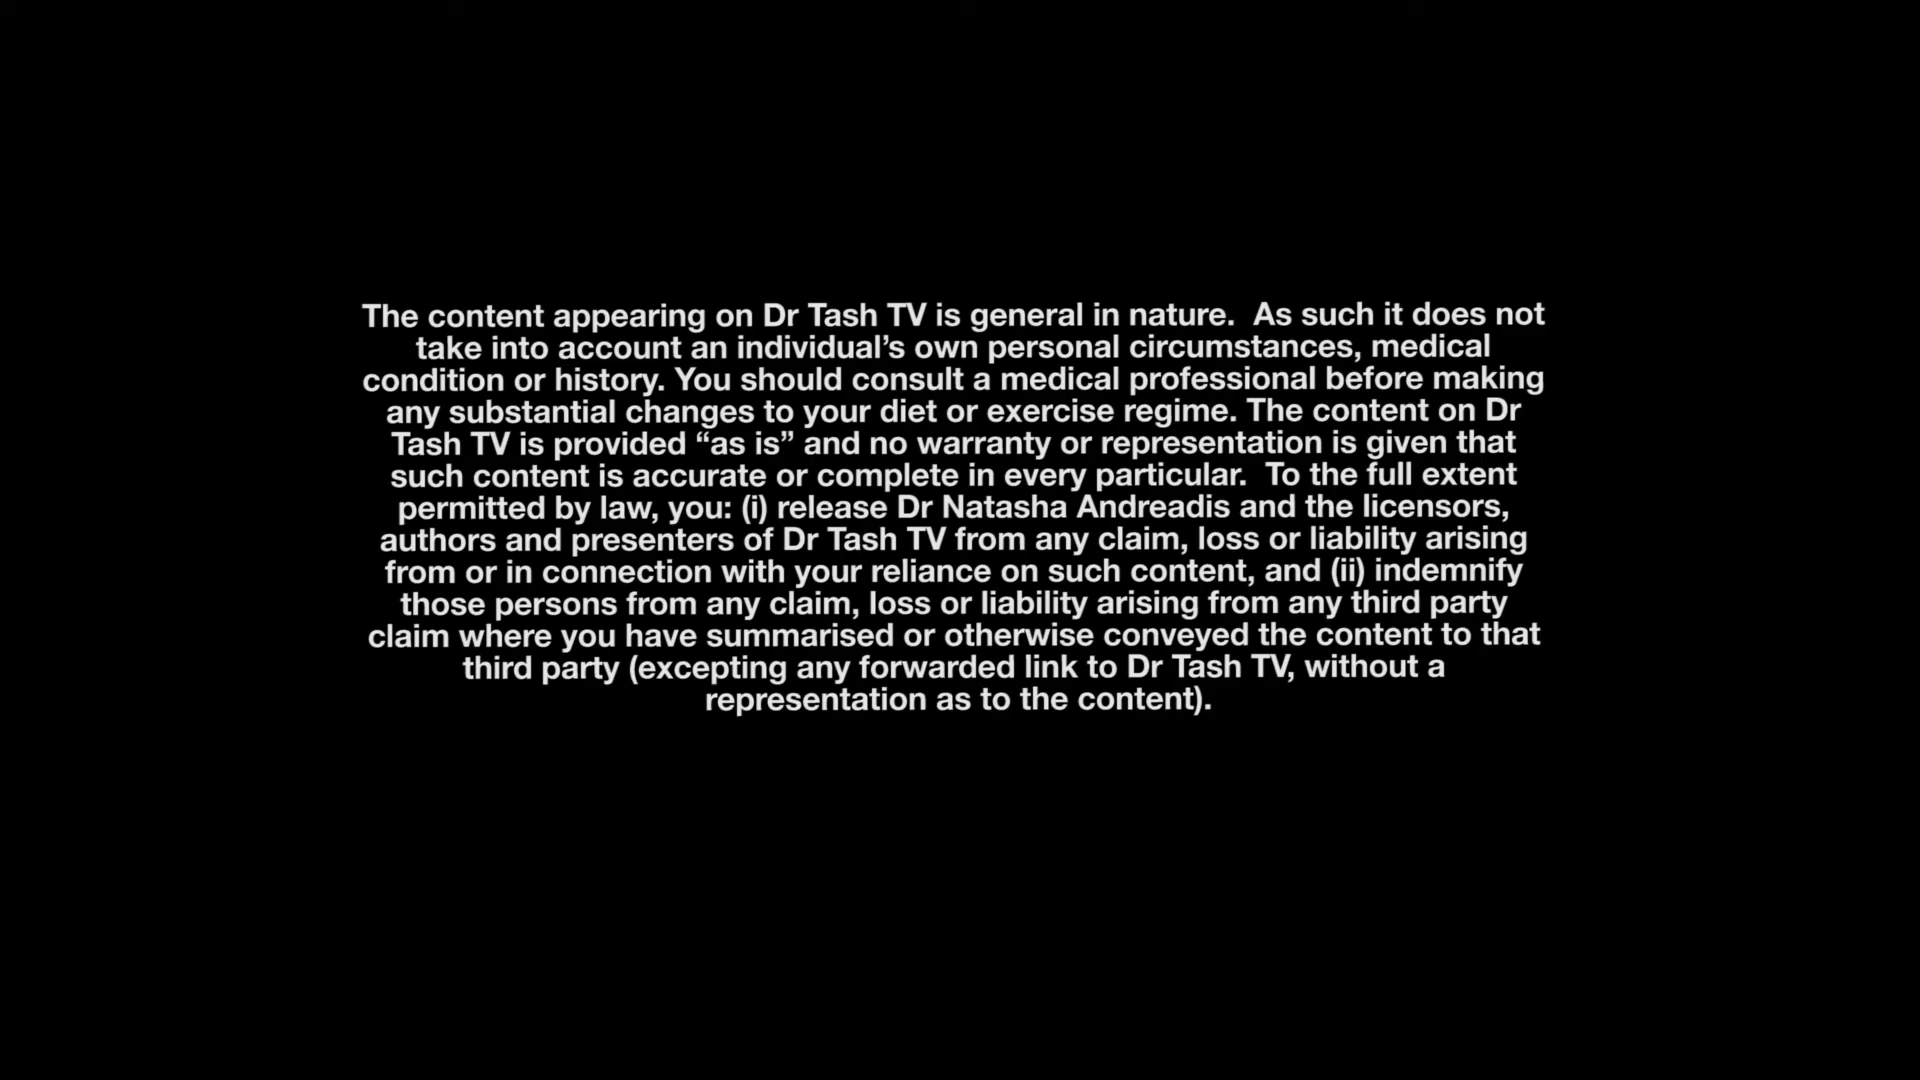 The content appearing on Dr Tash TV is general in nature.  As such it does not
take into account an individual’s own personal circumstances, medical
condition or history. You should consult a medical professional before making
any substantial changes to your diet or exercise regime. The content on Dr
Tash TV is provided “as is” and no warranty or representation is given that
such content is accurate or complete in every particular.  To the full extent
permitted by law, you: (i) release Dr Natasha Andreadis and the licensors,
authors and presenters of Dr Tash TV from any claim, loss or liability arising
from or in connection with your reliance on such content, and (ii) indemnify
those persons from any claim, loss or liability arising from any third party
claim where you have summarised or otherwise conveyed the content to that
third party (excepting any forwarded link to Dr Tash TV, without a
representation as to the content).